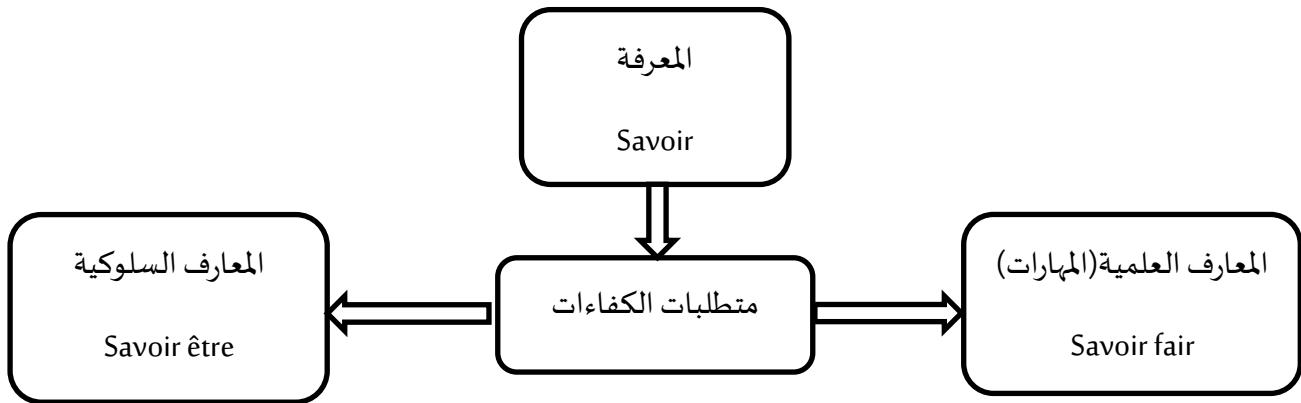 المعرفة
Savoir
المعارف العلمية(المهارات)
Savoir fair
متطلبات الكفاءات
المعارف السلوكية
Savoir être